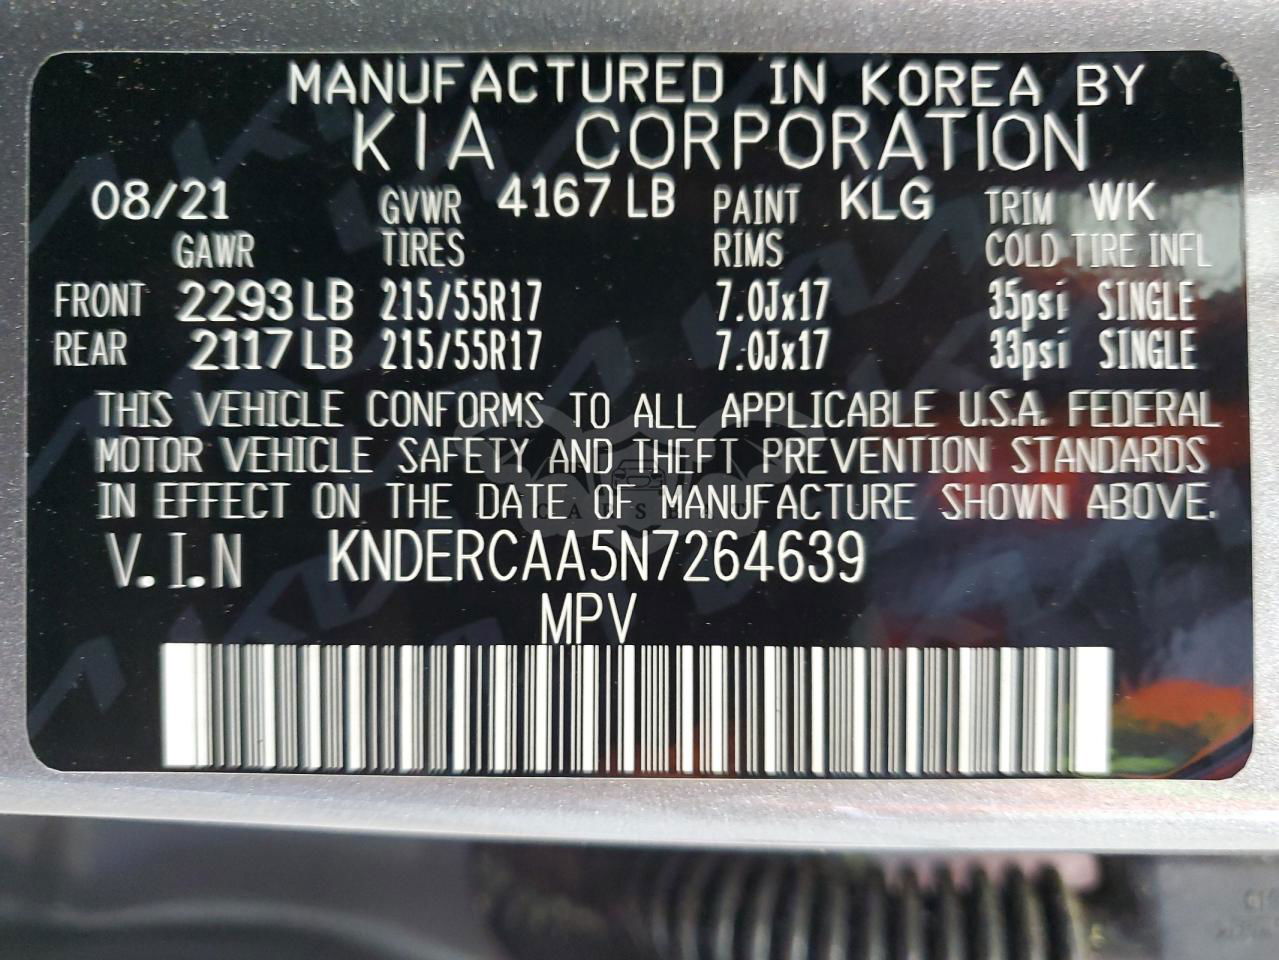 MANUFACTURED IN KOREA BY
KIA CORPORATION
08/21 GVWR 4167 LB PAINT KLG TRIM WK
GAWR TIRES RIMS COLD TIRE INFL
FRONT 2293 LB 215/55R17 7.0Jx17 35psi SINGLE
REAR 2117 LB 215/55R17 7.0Jx17 33psi SINGLE
THIS VEHICLE CONFORMS TO ALL APPLICABLE U.S.A. FEDERAL
MOTOR VEHICLE SAFETY AND THEFT PREVENTION STANDARDS
IN EFFECT ON THE DATE OF MANUFACTURE SHOWN ABOVE.
V.I.N KNDERCAA5N7264639
MPV